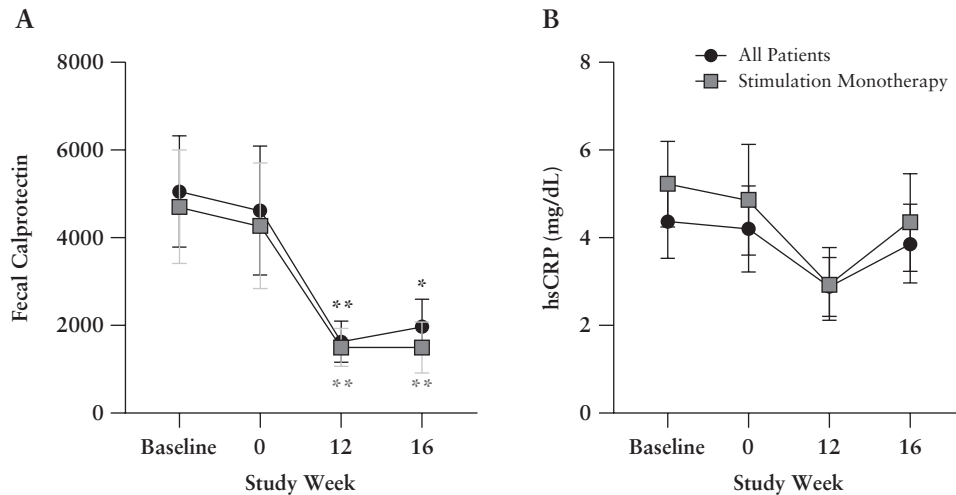 A
8000
6000
4000
2000
0
Fecal Calprotectin
**
*
**
**
Baseline
0
12
16
Study Week
B
All Patients
Stimulation Monotherapy
8
6
4
2
0
hsCRP (mg/dL)
Baseline
0
12
16
Study Week